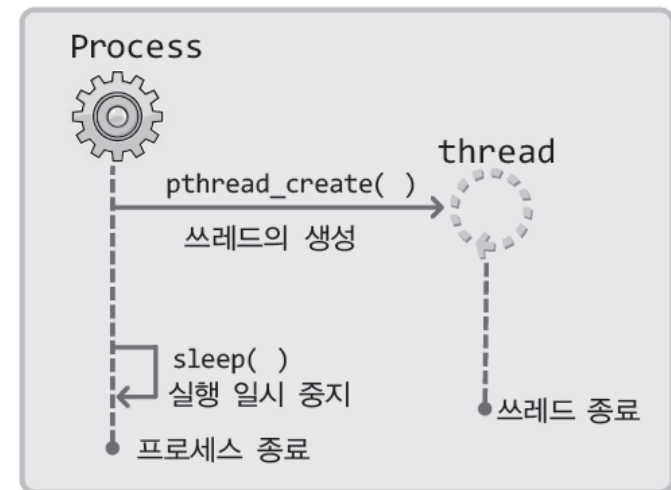 Process
thread
pthread_create( )
쓰레드의 생성
sleep( )
실행 일시 중지
쓰레드 종료
프로세스 종료